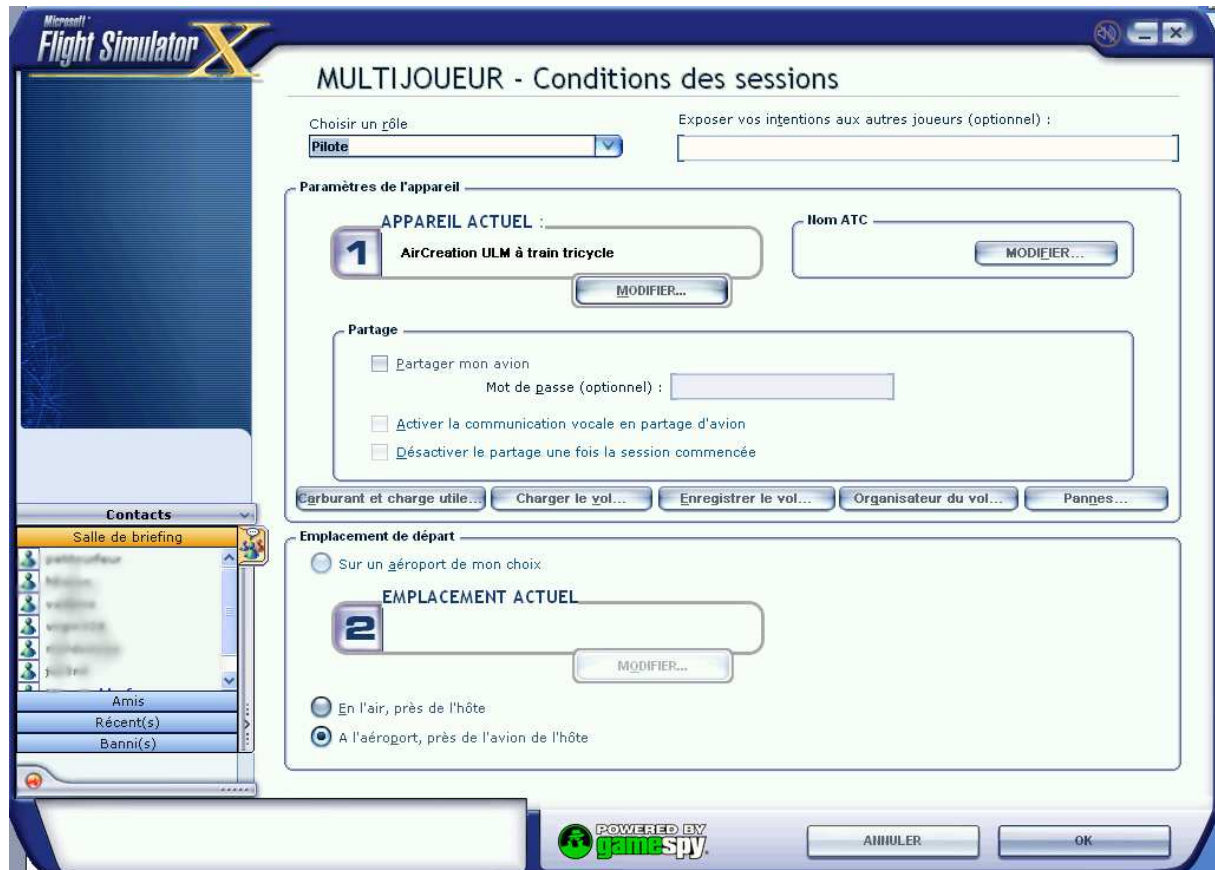 Microsoft
Flight Simulator X
MULTIJOUEUR - Conditions des sessions
Choisir un rôle
Exposer vos intentions aux autres joueurs (optionnel) :
Pilote
Paramètres de l'appareil
APPAREIL ACTUEL :
Nom ATC
1
AirCreation ULM à train tricycle
MODIFIER...
MODIFIER...
Partage
Partager mon avion
Mot de passe (optionnel) :
Activer la communication vocale en partage d'avion
Désactiver le partage une fois la session commencée
Carburant et charge utile... Charger le vol... Enregistrer le vol... Organisateur du vol... Pannes...
Contacts
Salle de briefing
Emplacement de départ
Sur un aéroport de mon choix
EMPLACEMENT ACTUEL
2
MODIFIER...
Amis
Récent(s)
Banni(s)
En l'air, près de l'hôte
A l'aéroport, près de l'avion de l'hôte
POWERED BY
gamespy.
ANNULER
OK